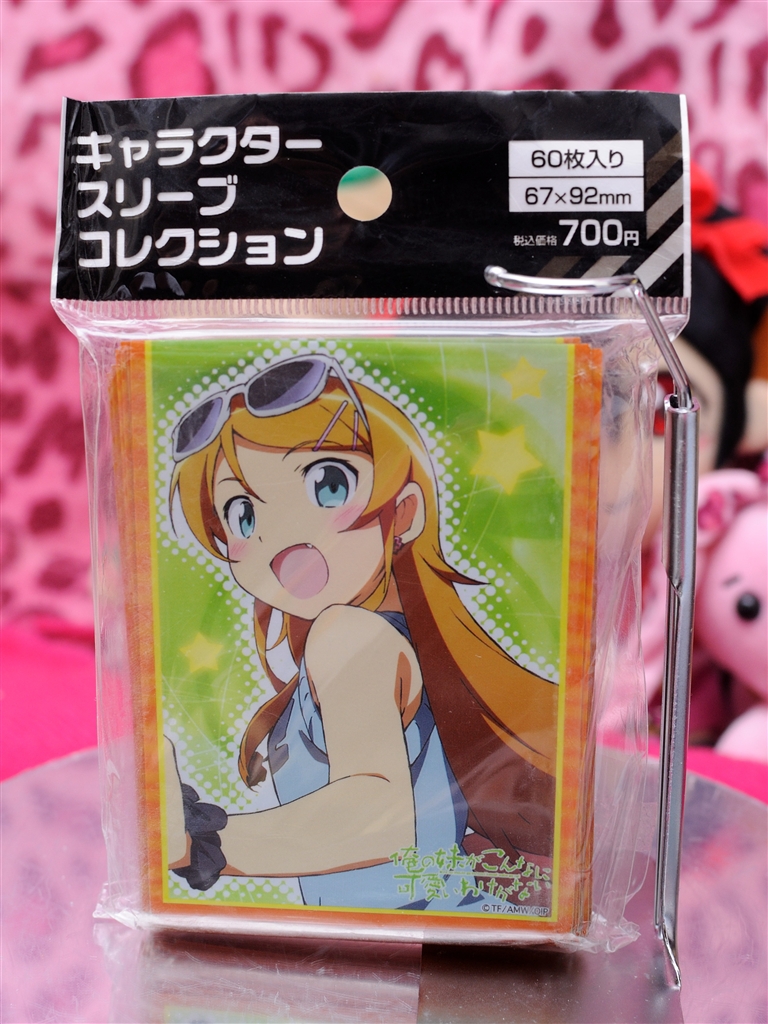 キャラクター
スリーブ
コレクション
60枚入り
67×92mm
税込価格 700円
俺の妹がこんなに
可愛いわけがない
©TF/AMW.OIP